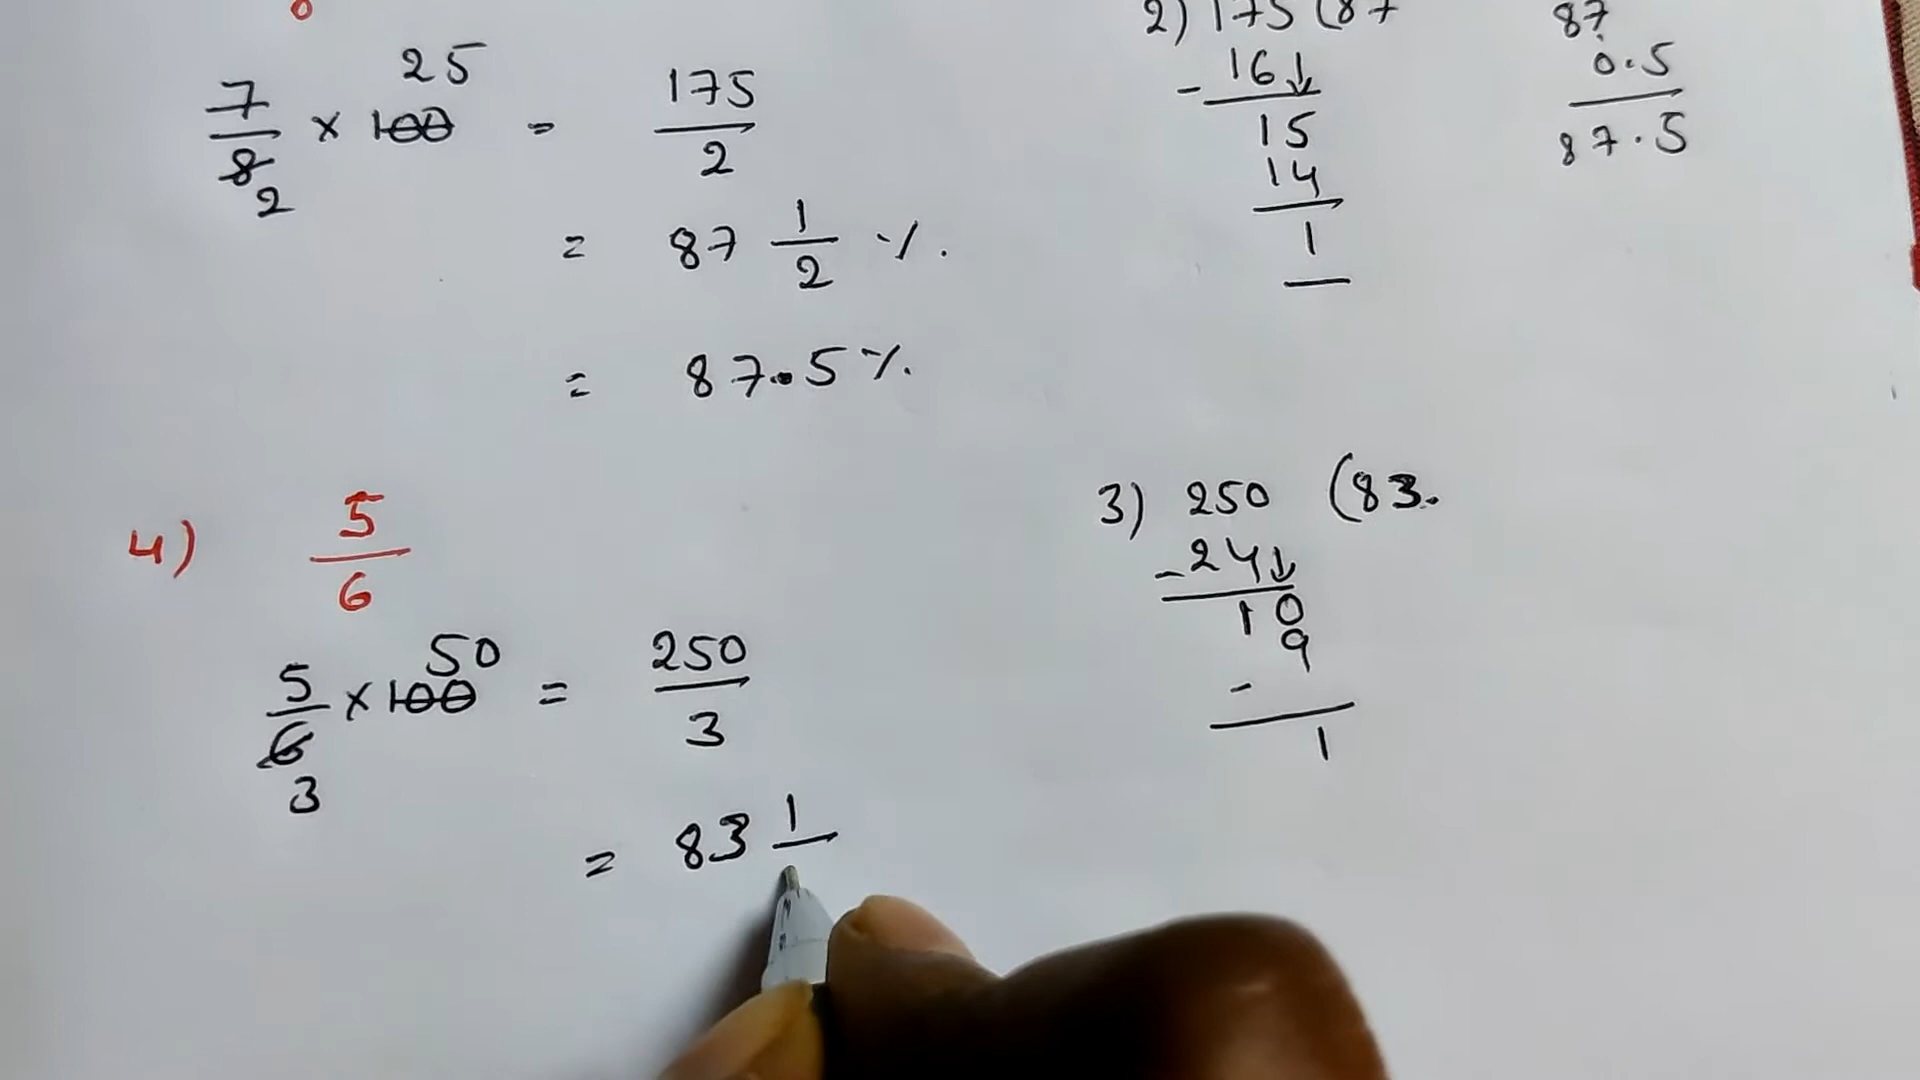 7/8 × 100 = 175/2
25
2
= 87 1/2 %.
= 87.5 %.
2) 175 (87
- 16↓
15
14
1
87
0.5
87.5
4) 5/6
5/6 × 100 = 250/3
50
3
= 83 1/
3) 250 (83.
- 24↓
10
- 9
1